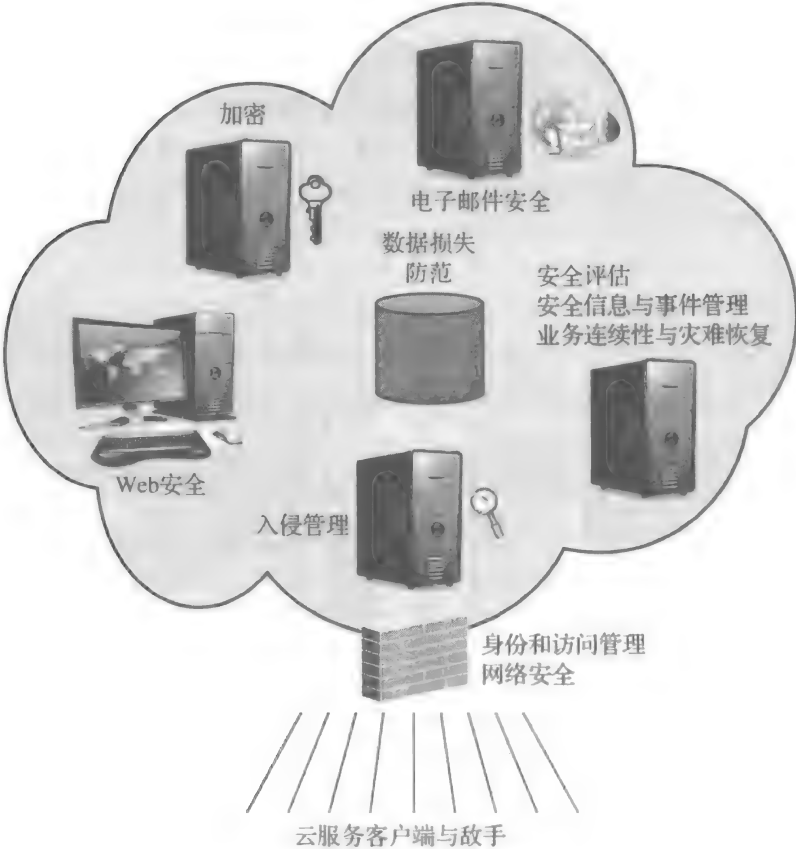 加密
电子邮件安全
数据损失
防范
安全评估
安全信息与事件管理
业务连续性与灾难恢复
Web安全
入侵管理
身份和访问管理
网络安全
云服务客户端与敌手